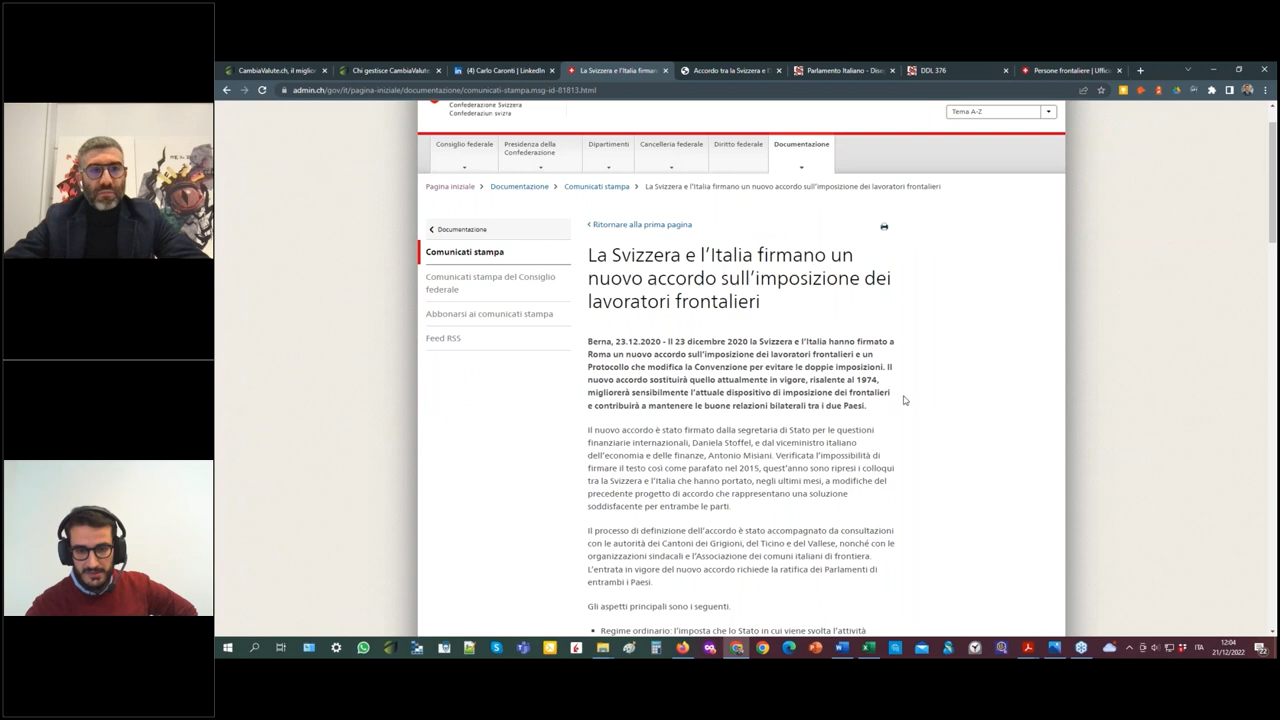 CambiaValute.ch, il miglior
Chi gestisce CambiaValute
(4) Carlo Caronti | LinkedIn
La Svizzera e l'Italia firman
Accordo tra la Svizzera e l'
Parlamento Italiano - Dise
DDL 376
Persone frontaliere | Uffic
admin.ch/gov/it/pagina-iniziale/documentazione/comunicati-stampa.msg-id-81813.html
Confederazione Svizzera
Confederaziun svizra
Tema A-Z
Consiglio federale
Presidenza della
Confederazione
Dipartimenti
Cancelleria federale
Diritto federale
Documentazione
Pagina iniziale
Documentazione
Comunicati stampa
La Svizzera e l'Italia firmano un nuovo accordo sull'imposizione dei lavoratori frontalieri
Documentazione
Comunicati stampa
Comunicati stampa del Consiglio
federale
Abbonarsi ai comunicati stampa
Feed RSS
Ritornare alla prima pagina
La Svizzera e l'Italia firmano un
nuovo accordo sull'imposizione dei
lavoratori frontalieri
Berna, 23.12.2020 - Il 23 dicembre 2020 la Svizzera e l'Italia hanno firmato a
Roma un nuovo accordo sull'imposizione dei lavoratori frontalieri e un
Protocollo che modifica la Convenzione per evitare le doppie imposizioni. Il
nuovo accordo sostituirà quello attualmente in vigore, risalente al 1974,
migliorerà sensibilmente l'attuale dispositivo di imposizione dei frontalieri
e contribuirà a mantenere le buone relazioni bilaterali tra i due Paesi.
Il nuovo accordo è stato firmato dalla segretaria di Stato per le questioni
finanziarie internazionali, Daniela Stoffel, e dal viceministro italiano
dell'economia e delle finanze, Antonio Misiani. Verificata l'impossibilità di
firmare il testo così come parafato nel 2015, quest'anno sono ripresi i colloqui
tra la Svizzera e l'Italia che hanno portato, negli ultimi mesi, a modifiche del
precedente progetto di accordo che rappresentano una soluzione
soddisfacente per entrambe le parti.
Il processo di definizione dell'accordo è stato accompagnato da consultazioni
con le autorità dei Cantoni dei Grigioni, del Ticino e del Vallese, nonché con le
organizzazioni sindacali e l'Associazione dei comuni italiani di frontiera.
L'entrata in vigore del nuovo accordo richiede la ratifica dei Parlamenti di
entrambi i Paesi.
Gli aspetti principali sono i seguenti.
Regime ordinario: l'imposta che lo Stato in cui viene svolta l'attività
ITA
12:04
21/12/2022